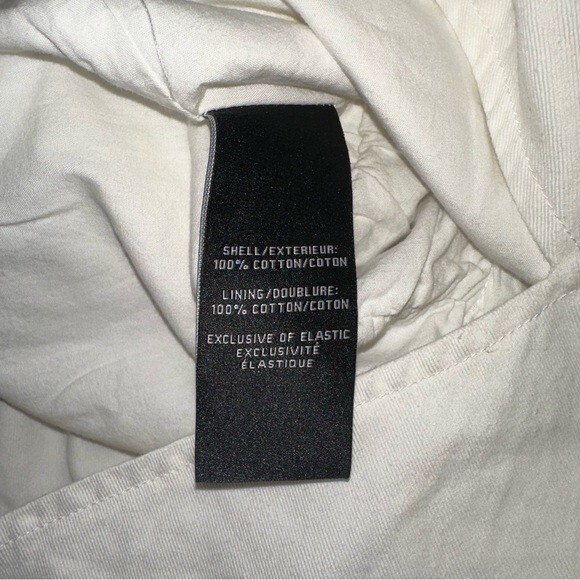 SHELL/EXTERIEUR:
100% COTTON/COTON
LINING/DOUBLURE:
100% COTTON/COTON
EXCLUSIVE OF ELASTIC
EXCLUSIVITÉ
ÉLASTIQUE